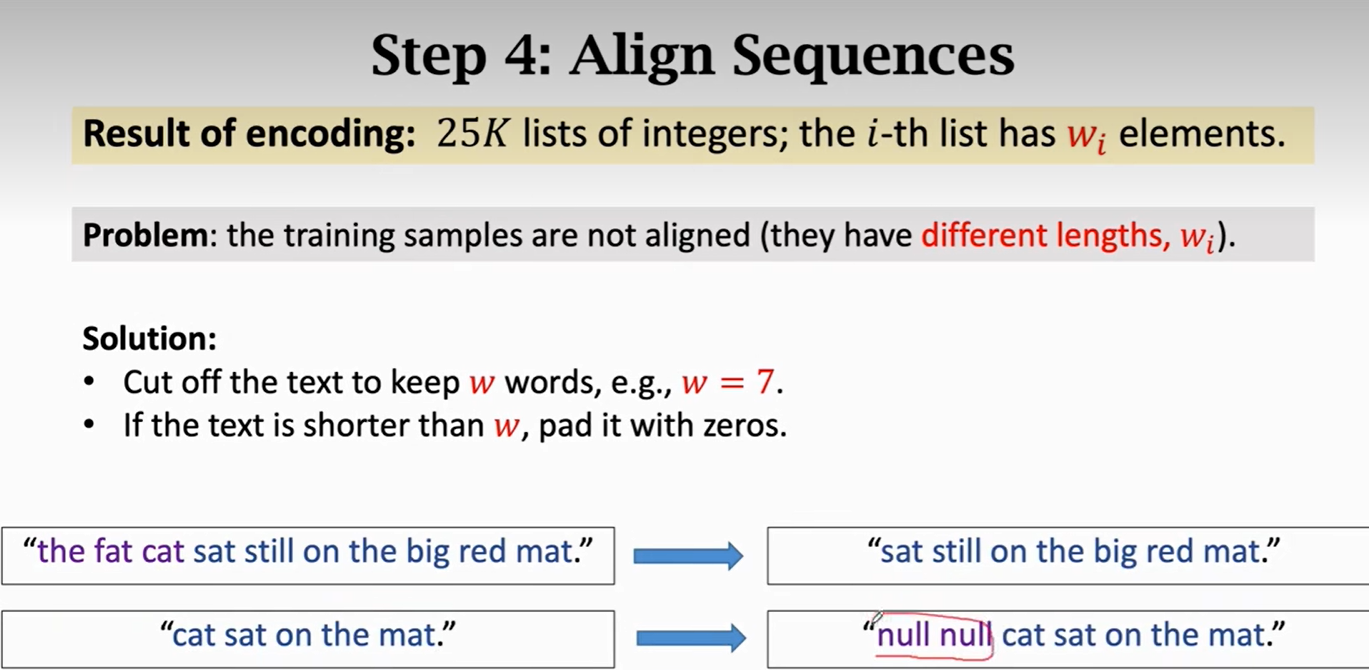 Step 4: Align Sequences
Result of encoding: 25K lists of integers; the i-th list has wᵢ elements.
Problem: the training samples are not aligned (they have different lengths, wᵢ).
Solution:
• Cut off the text to keep w words, e.g., w = 7.
• If the text is shorter than w, pad it with zeros.
“the fat cat sat still on the big red mat.”
“sat still on the big red mat.”
“cat sat on the mat.”
“null null cat sat on the mat.”